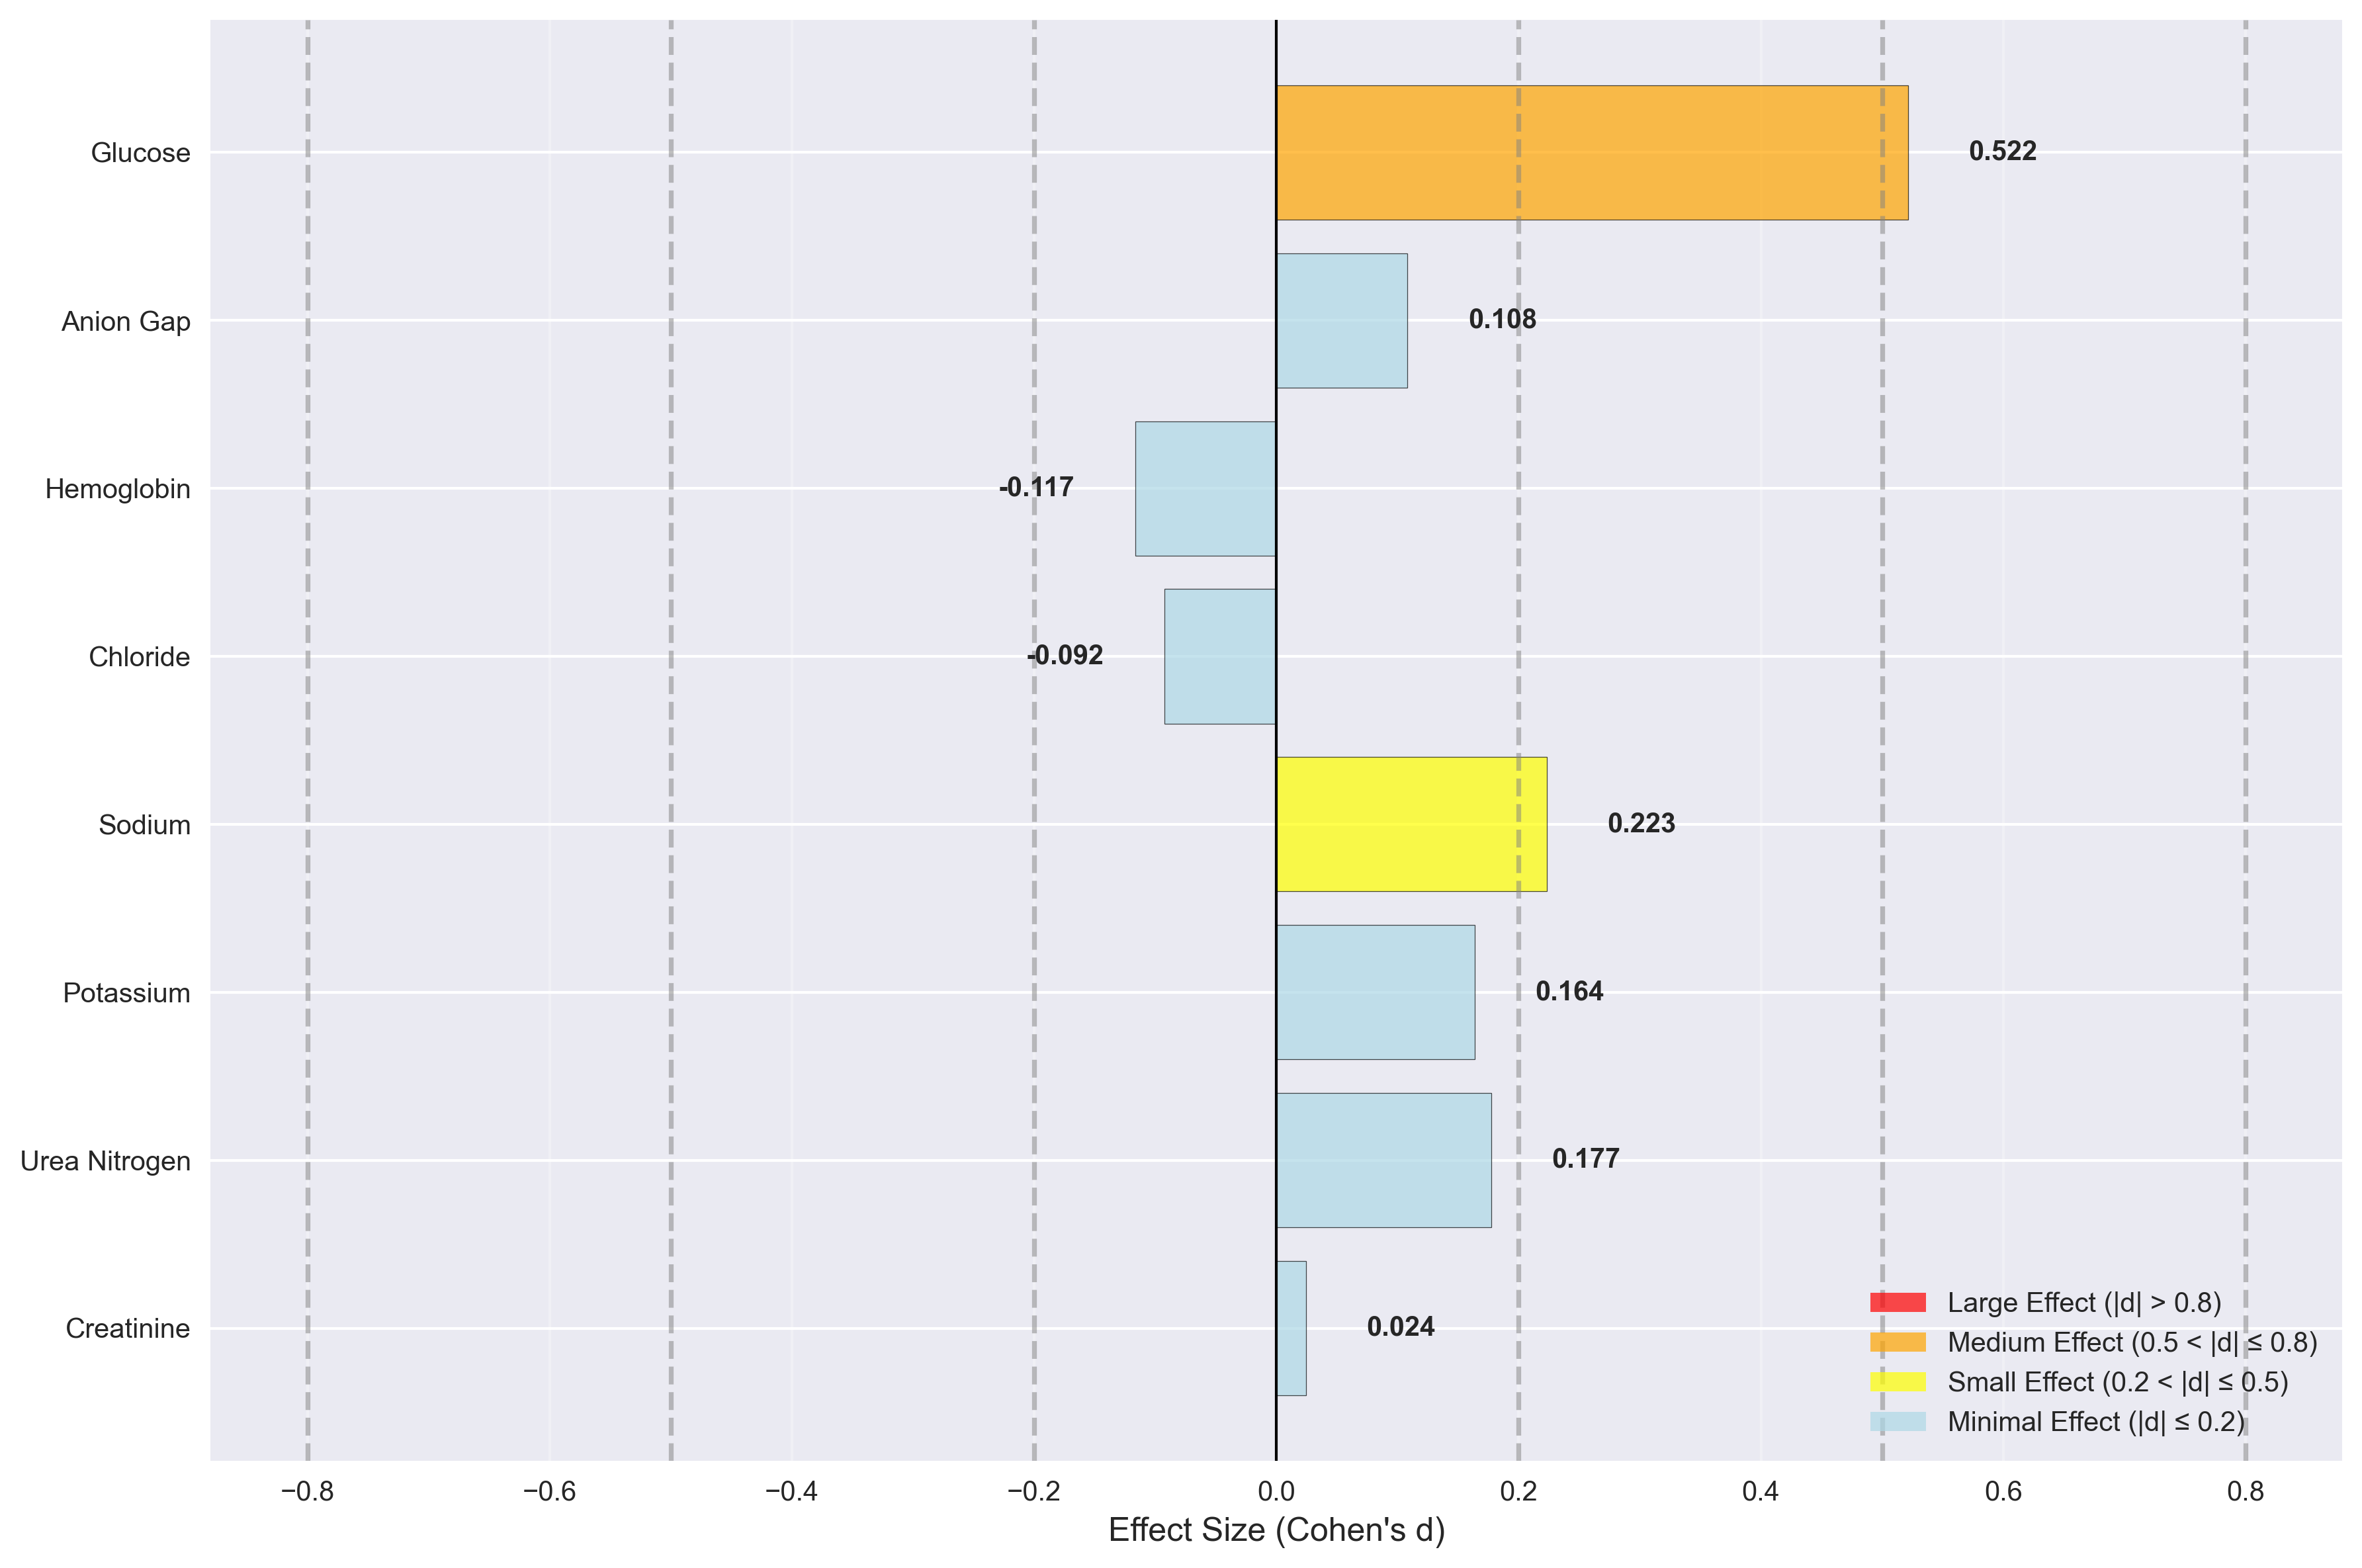 Glucose
0.522
Anion Gap
0.108
Hemoglobin
-0.117
Chloride
-0.092
Sodium
0.223
Potassium
0.164
Urea Nitrogen
0.177
Creatinine
0.024
Large Effect (|d| > 0.8)
Medium Effect (0.5 < |d| ≤ 0.8)
Small Effect (0.2 < |d| ≤ 0.5)
Minimal Effect (|d| ≤ 0.2)
−0.8 −0.6 −0.4 −0.2 0.0 0.2 0.4 0.6 0.8
Effect Size (Cohen's d)